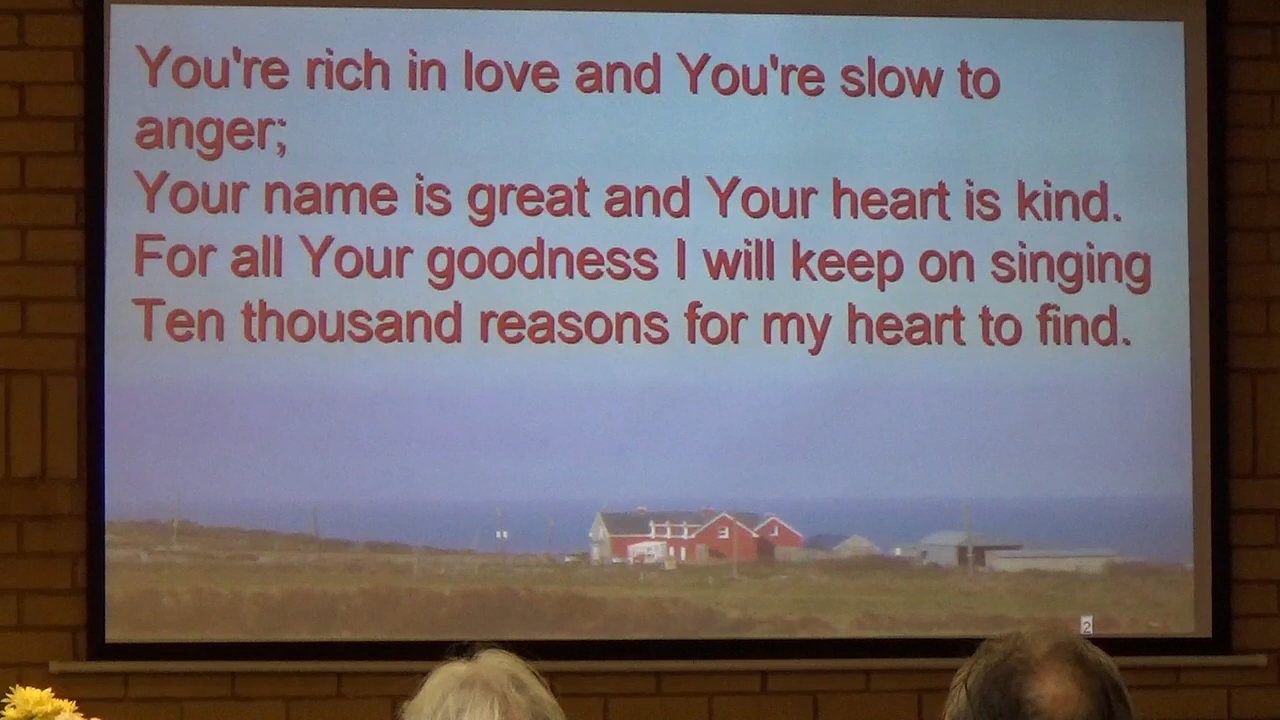 You're rich in love and You're slow to
anger;
Your name is great and Your heart is kind.
For all Your goodness I will keep on singing
Ten thousand reasons for my heart to find.
2